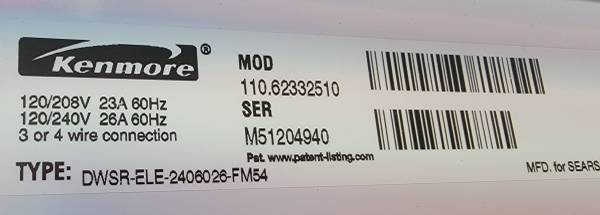 Kenmore®
120/208V 23A 60Hz
120/240V 26A 60Hz
3 or 4 wire connection
MOD
110.62332510
SER
M51204940
Pat. www.patent-listing.com
TYPE: DWSR-ELE-2406026-FM54
MFD. for SEARS